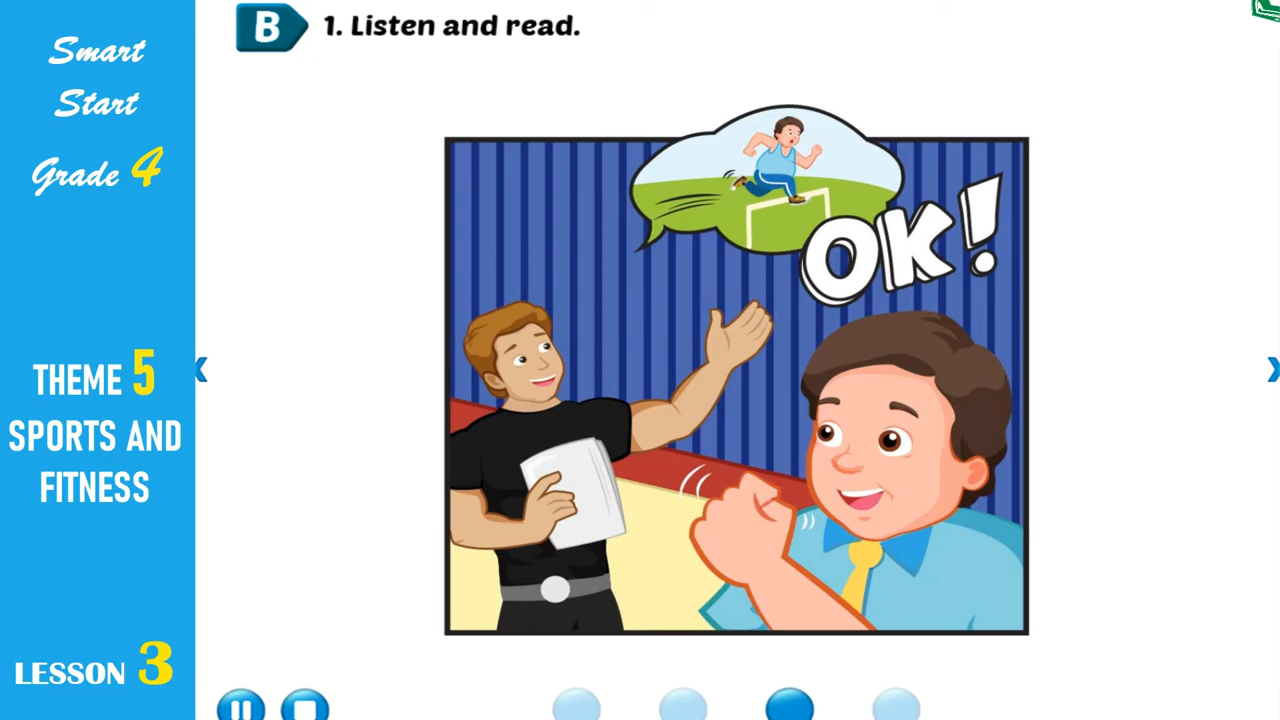 Smart
Start
Grade 4
THEME 5
SPORTS AND
FITNESS
LESSON 3
B 1. Listen and read.
OK!